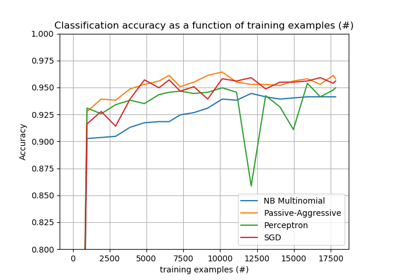 Classification accuracy as a function of training examples (#)
1.000
0.975
0.950
0.925
0.900
0.875
0.850
0.825
0.800
Accuracy
NB Multinomial
Passive-Aggressive
Perceptron
SGD
0 2500 5000 7500 10000 12500 15000 17500
training examples (#)